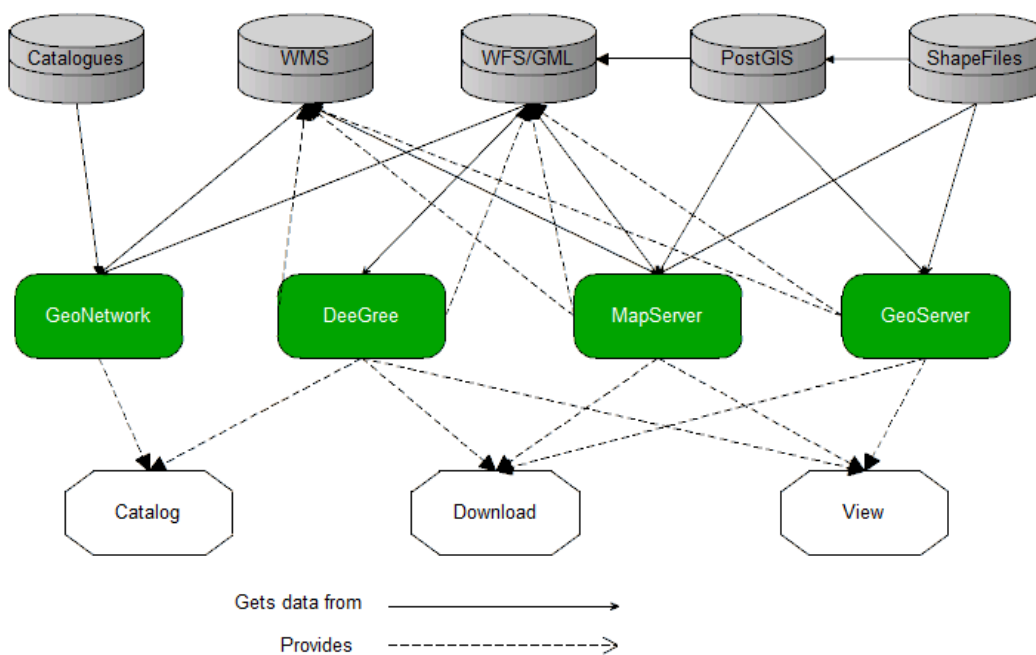 Catalogues
WMS
WFS/GML
PostGIS
ShapeFiles
GeoNetwork
DeeGree
MapServer
GeoServer
Catalog
Download
View
Gets data from
Provides